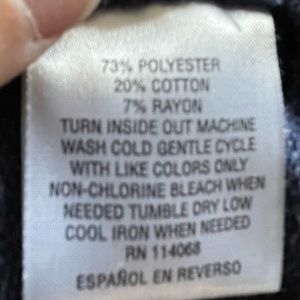 73% POLYESTER
20% COTTON
7% RAYON
TURN INSIDE OUT MACHINE
WASH COLD GENTLE CYCLE
WITH LIKE COLORS ONLY
NON-CHLORINE BLEACH WHEN
NEEDED TUMBLE DRY LOW
COOL IRON WHEN NEEDED
RN 114068
ESPAÑOL EN REVERSO